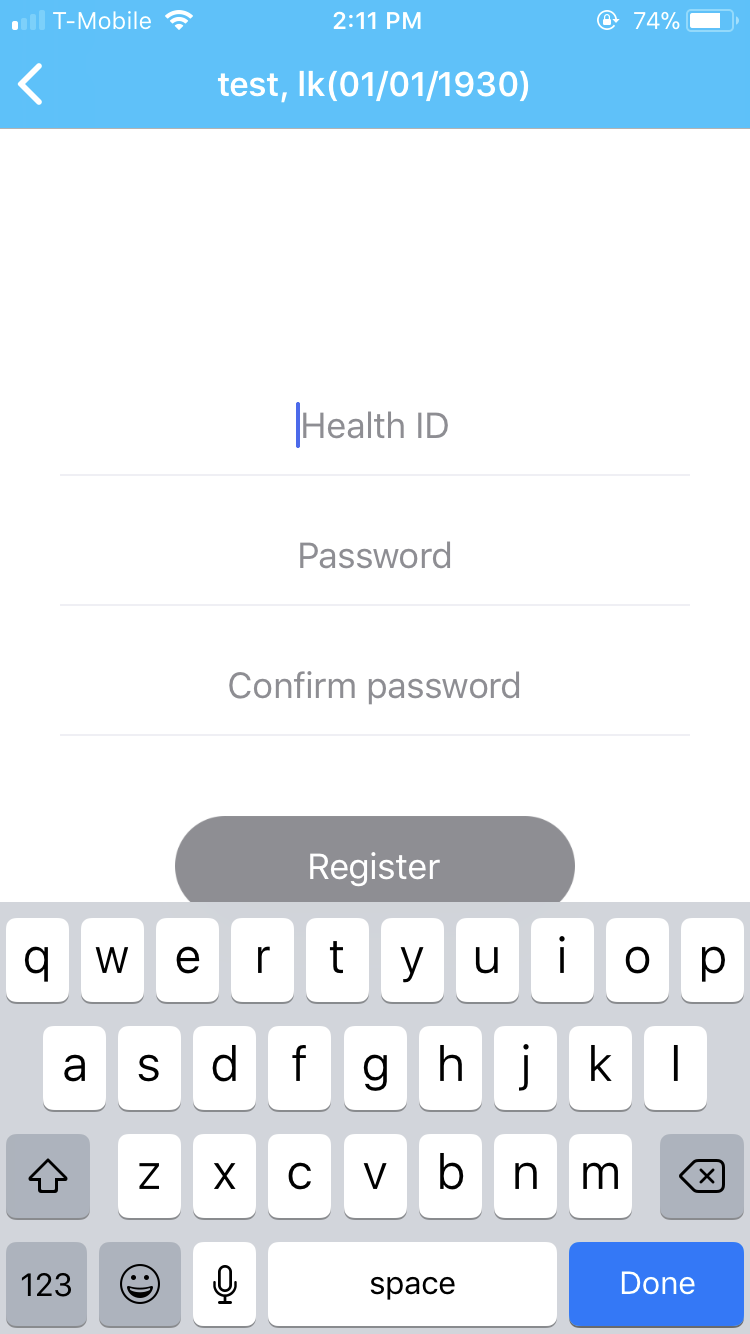 T-Mobile 2:11 PM 74%
test, lk(01/01/1930)
Health ID
Password
Confirm password
Register
q w e r t y u i o p
a s d f g h j k l
z x c v b n m
123 space Done